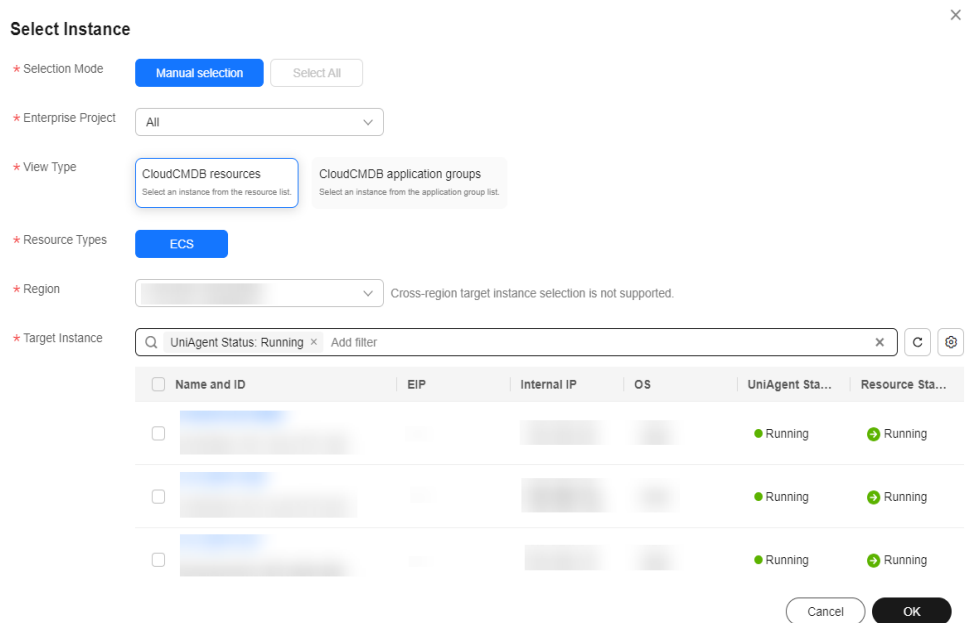 Select Instance
* Selection Mode
Manual selection
Select All
* Enterprise Project
All
* View Type
CloudCMDB resources
Select an instance from the resource list.
CloudCMDB application groups
Select an instance from the application group list.
* Resource Types
ECS
* Region
Cross-region target instance selection is not supported.
* Target Instance
UniAgent Status: Running × Add filter
Name and ID EIP Internal IP OS UniAgent Sta... Resource Sta...
Running Running
Running Running
Running Running
Cancel
OK